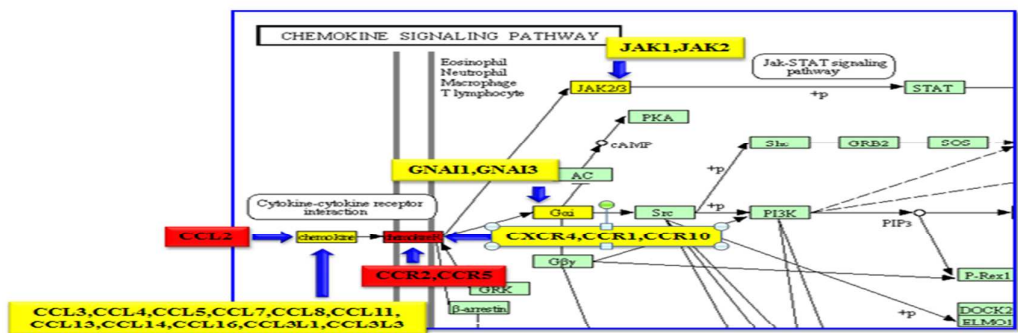 CHEMOKINE SIGNALING PATHWAY
JAK1,JAK2
Eosinophil
Neutrophil
Macrophage
T lymphocyte
Jak-STAT signaling
pathway
JAK2/3
+p
STAT
PKA
cAMP
GNAI1,GNAI3
AC
+p
Shc
GRB2
SOS
Cytokine-cytokine receptor
interaction
Gαi
Src
+p
PI3K
PIP3
CCL2
chemokine
CXCR4,CCR1,CCR10
Gβγ
CCR2,CCR5
P-Rex1
GRK
β-arrestin
CCL3,CCL4,CCL5,CCL7,CCL8,CCL11,
CCL13,CCL14,CCL16,CCL3L1,CCL3L3
DOCK2
ELMO1